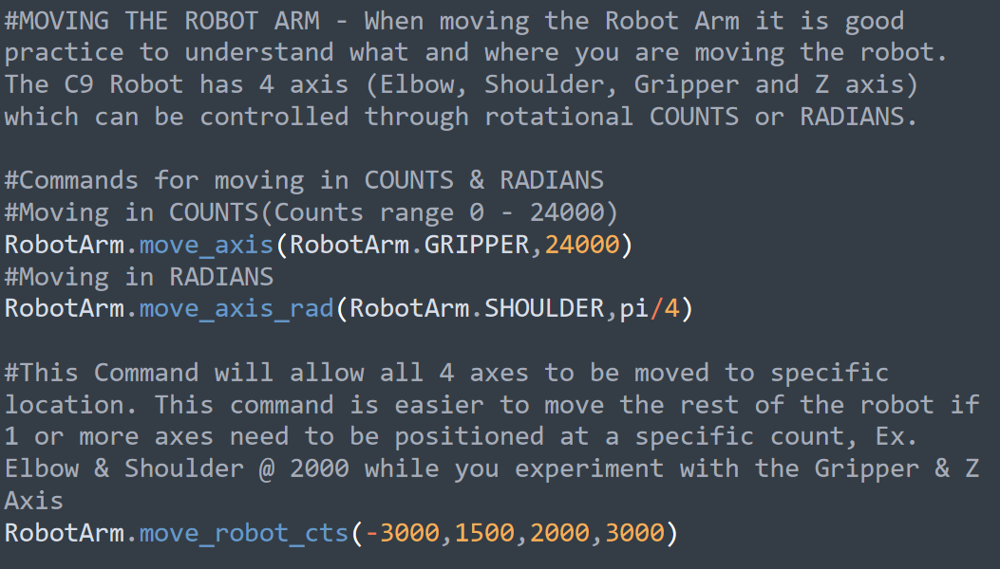 #MOVING THE ROBOT ARM - When moving the Robot Arm it is good
practice to understand what and where you are moving the robot.
The C9 Robot has 4 axis (Elbow, Shoulder, Gripper and Z axis)
which can be controlled through rotational COUNTS or RADIANS.
#Commands for moving in COUNTS & RADIANS
#Moving in COUNTS(Counts range 0 - 24000)
RobotArm.move_axis(RobotArm.GRIPPER,24000)
#Moving in RADIANS
RobotArm.move_axis_rad(RobotArm.SHOULDER,pi/4)
#This Command will allow all 4 axes to be moved to specific
location. This command is easier to move the rest of the robot if
1 or more axes need to be positioned at a specific count, Ex.
Elbow & Shoulder @ 2000 while you experiment with the Gripper & Z
Axis
RobotArm.move_robot_cts(-3000,1500,2000,3000)